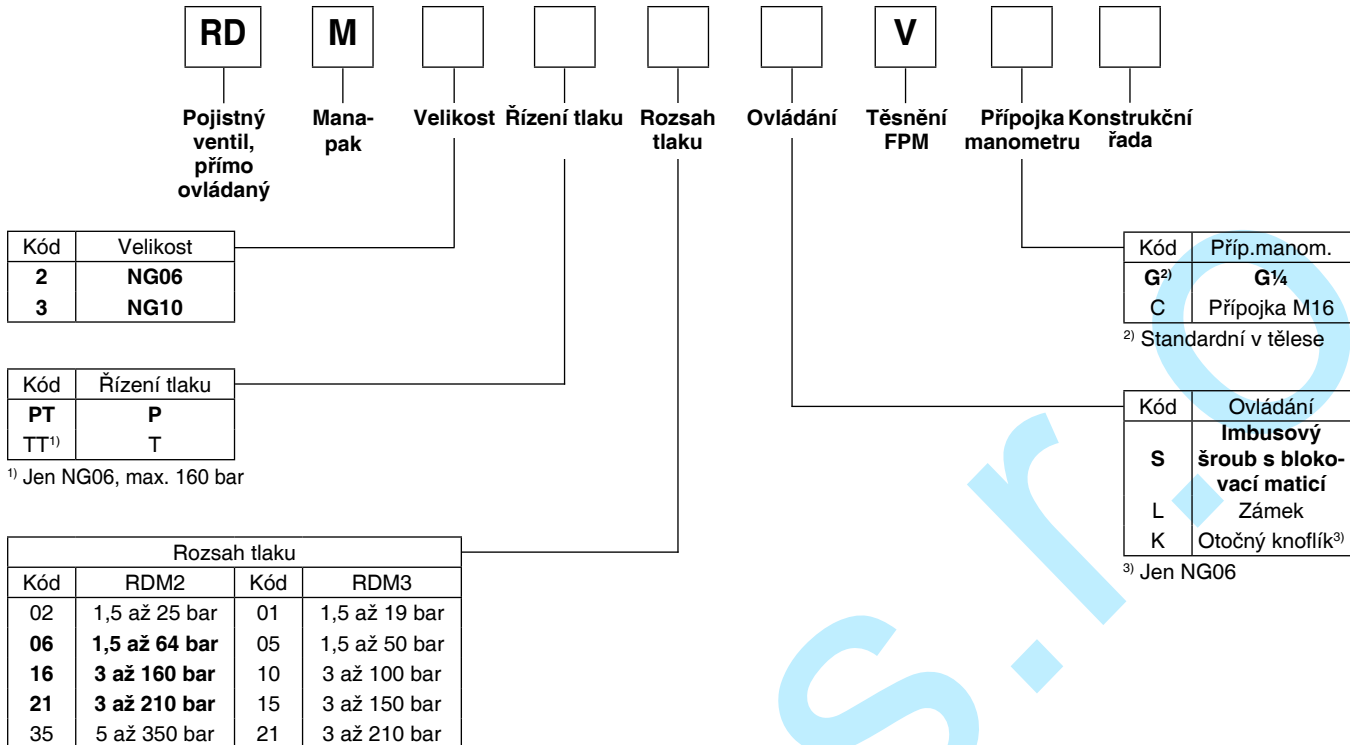 RD M V
Pojistný
ventil,
přímo
ovládaný
Mana-
pak
Velikost
Řízení tlaku
Rozsah
tlaku
Ovládání
Těsnění
FPM
Přípojka
manometru
Konstrukční
řada
Kód Velikost
2 NG06
3 NG10
Kód Řízení tlaku
PT P
TT1) T
1) Jen NG06, max. 160 bar
Rozsah tlaku
Kód RDM2 Kód RDM3
02 1,5 až 25 bar 01 1,5 až 19 bar
06 1,5 až 64 bar 05 1,5 až 50 bar
16 3 až 160 bar 10 3 až 100 bar
21 3 až 210 bar 15 3 až 150 bar
35 5 až 350 bar 21 3 až 210 bar
Kód Příp.manom.
G2) G¼
C Přípojka M16
2) Standardní v tělese
Kód Ovládání
S Imbusový
šroub s bloko-
vací maticí
L Zámek
K Otočný knoflík3)
3) Jen NG06
s.r.o